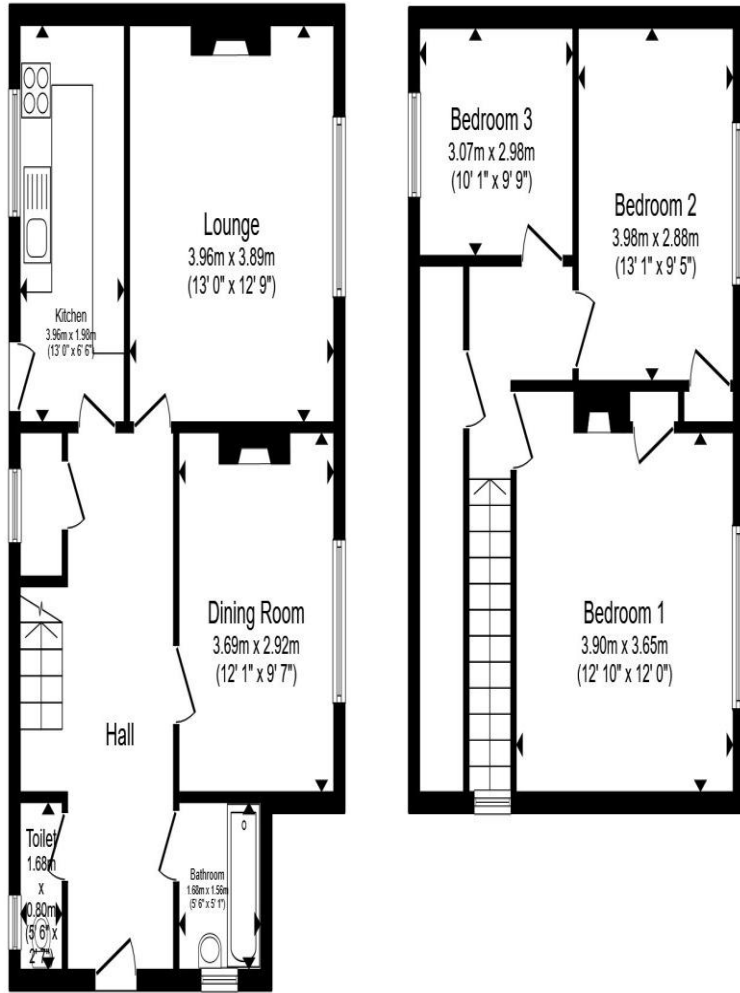 Lounge
3.96m x 3.89m
(13' 0" x 12' 9")
Kitchen
3.96m x 1.98m
(13' 0" x 6' 6")
Dining Room
3.69m x 2.92m
(12' 1" x 9' 7")
Hall
Toilet
1.68m
x
0.80m
(5' 6" x
2' 7")
Bathroom
1.68m x 1.56m
(5' 6" x 5' 1")
Bedroom 3
3.07m x 2.98m
(10' 1" x 9' 9")
Bedroom 2
3.98m x 2.88m
(13' 1" x 9' 5")
Bedroom 1
3.90m x 3.65m
(12' 10" x 12' 0")